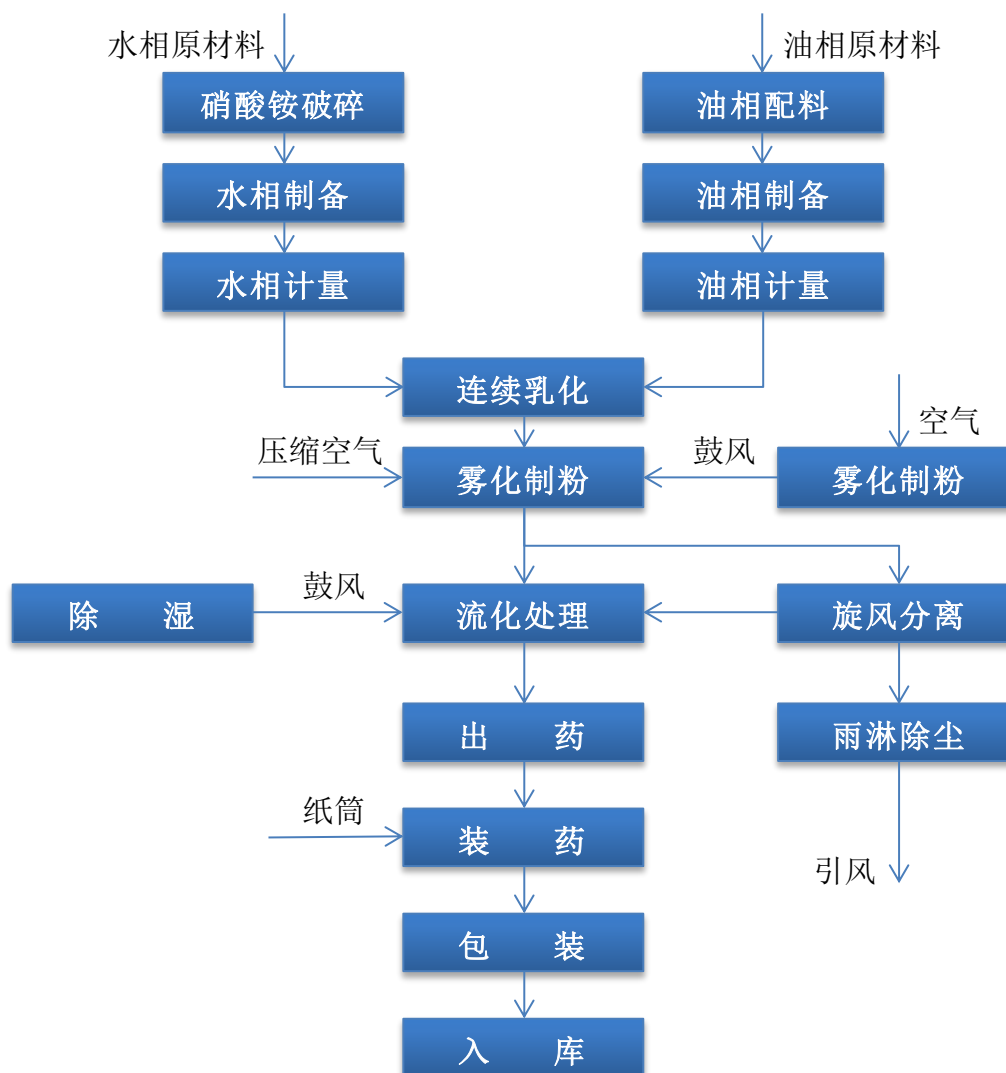 水相原材料
油相原材料
硝酸铵破碎
油相配料
水相制备
油相制备
水相计量
油相计量
连续乳化
空气
压缩空气
鼓风
雾化制粉
雾化制粉
鼓风
除 湿
流化处理
旋风分离
出 药
雨淋除尘
纸筒
装 药
引风
包 装
入 库